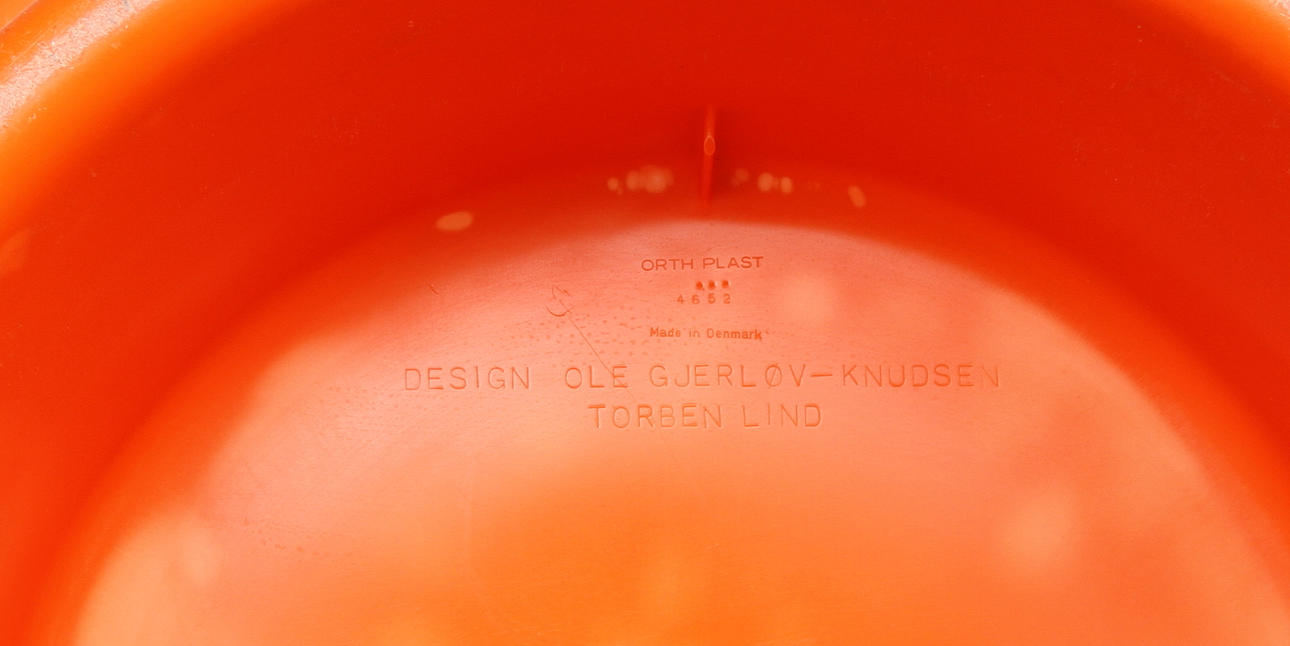 ORTH PLAST
4652
Made in Denmark
DESIGN OLE GJERLØV-KNUDSEN
TORBEN LIND